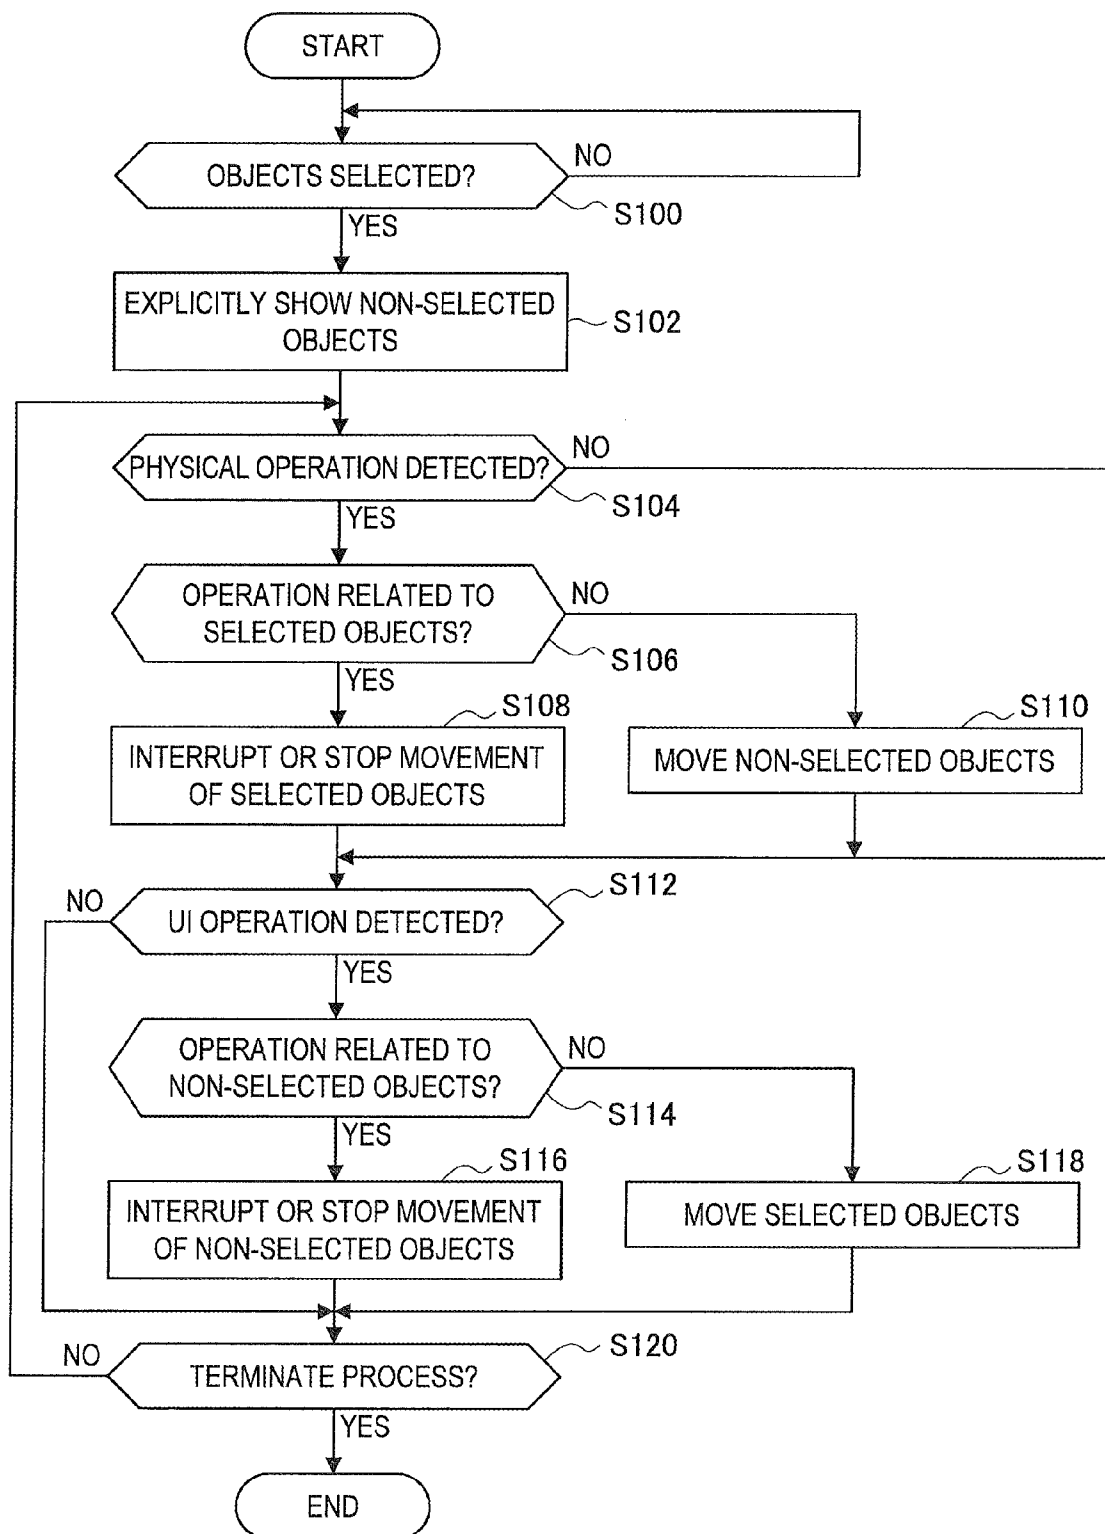 START
OBJECTS SELECTED?
NO
S100
YES
EXPLICITLY SHOW NON-SELECTED
OBJECTS
S102
PHYSICAL OPERATION DETECTED?
NO
S104
YES
OPERATION RELATED TO
SELECTED OBJECTS?
NO
S106
YES
S108
INTERRUPT OR STOP MOVEMENT
OF SELECTED OBJECTS
S110
MOVE NON-SELECTED OBJECTS
S112
NO
UI OPERATION DETECTED?
YES
OPERATION RELATED TO
NON-SELECTED OBJECTS?
NO
S114
YES
S116
INTERRUPT OR STOP MOVEMENT
OF NON-SELECTED OBJECTS
S118
MOVE SELECTED OBJECTS
S120
NO
TERMINATE PROCESS?
YES
END